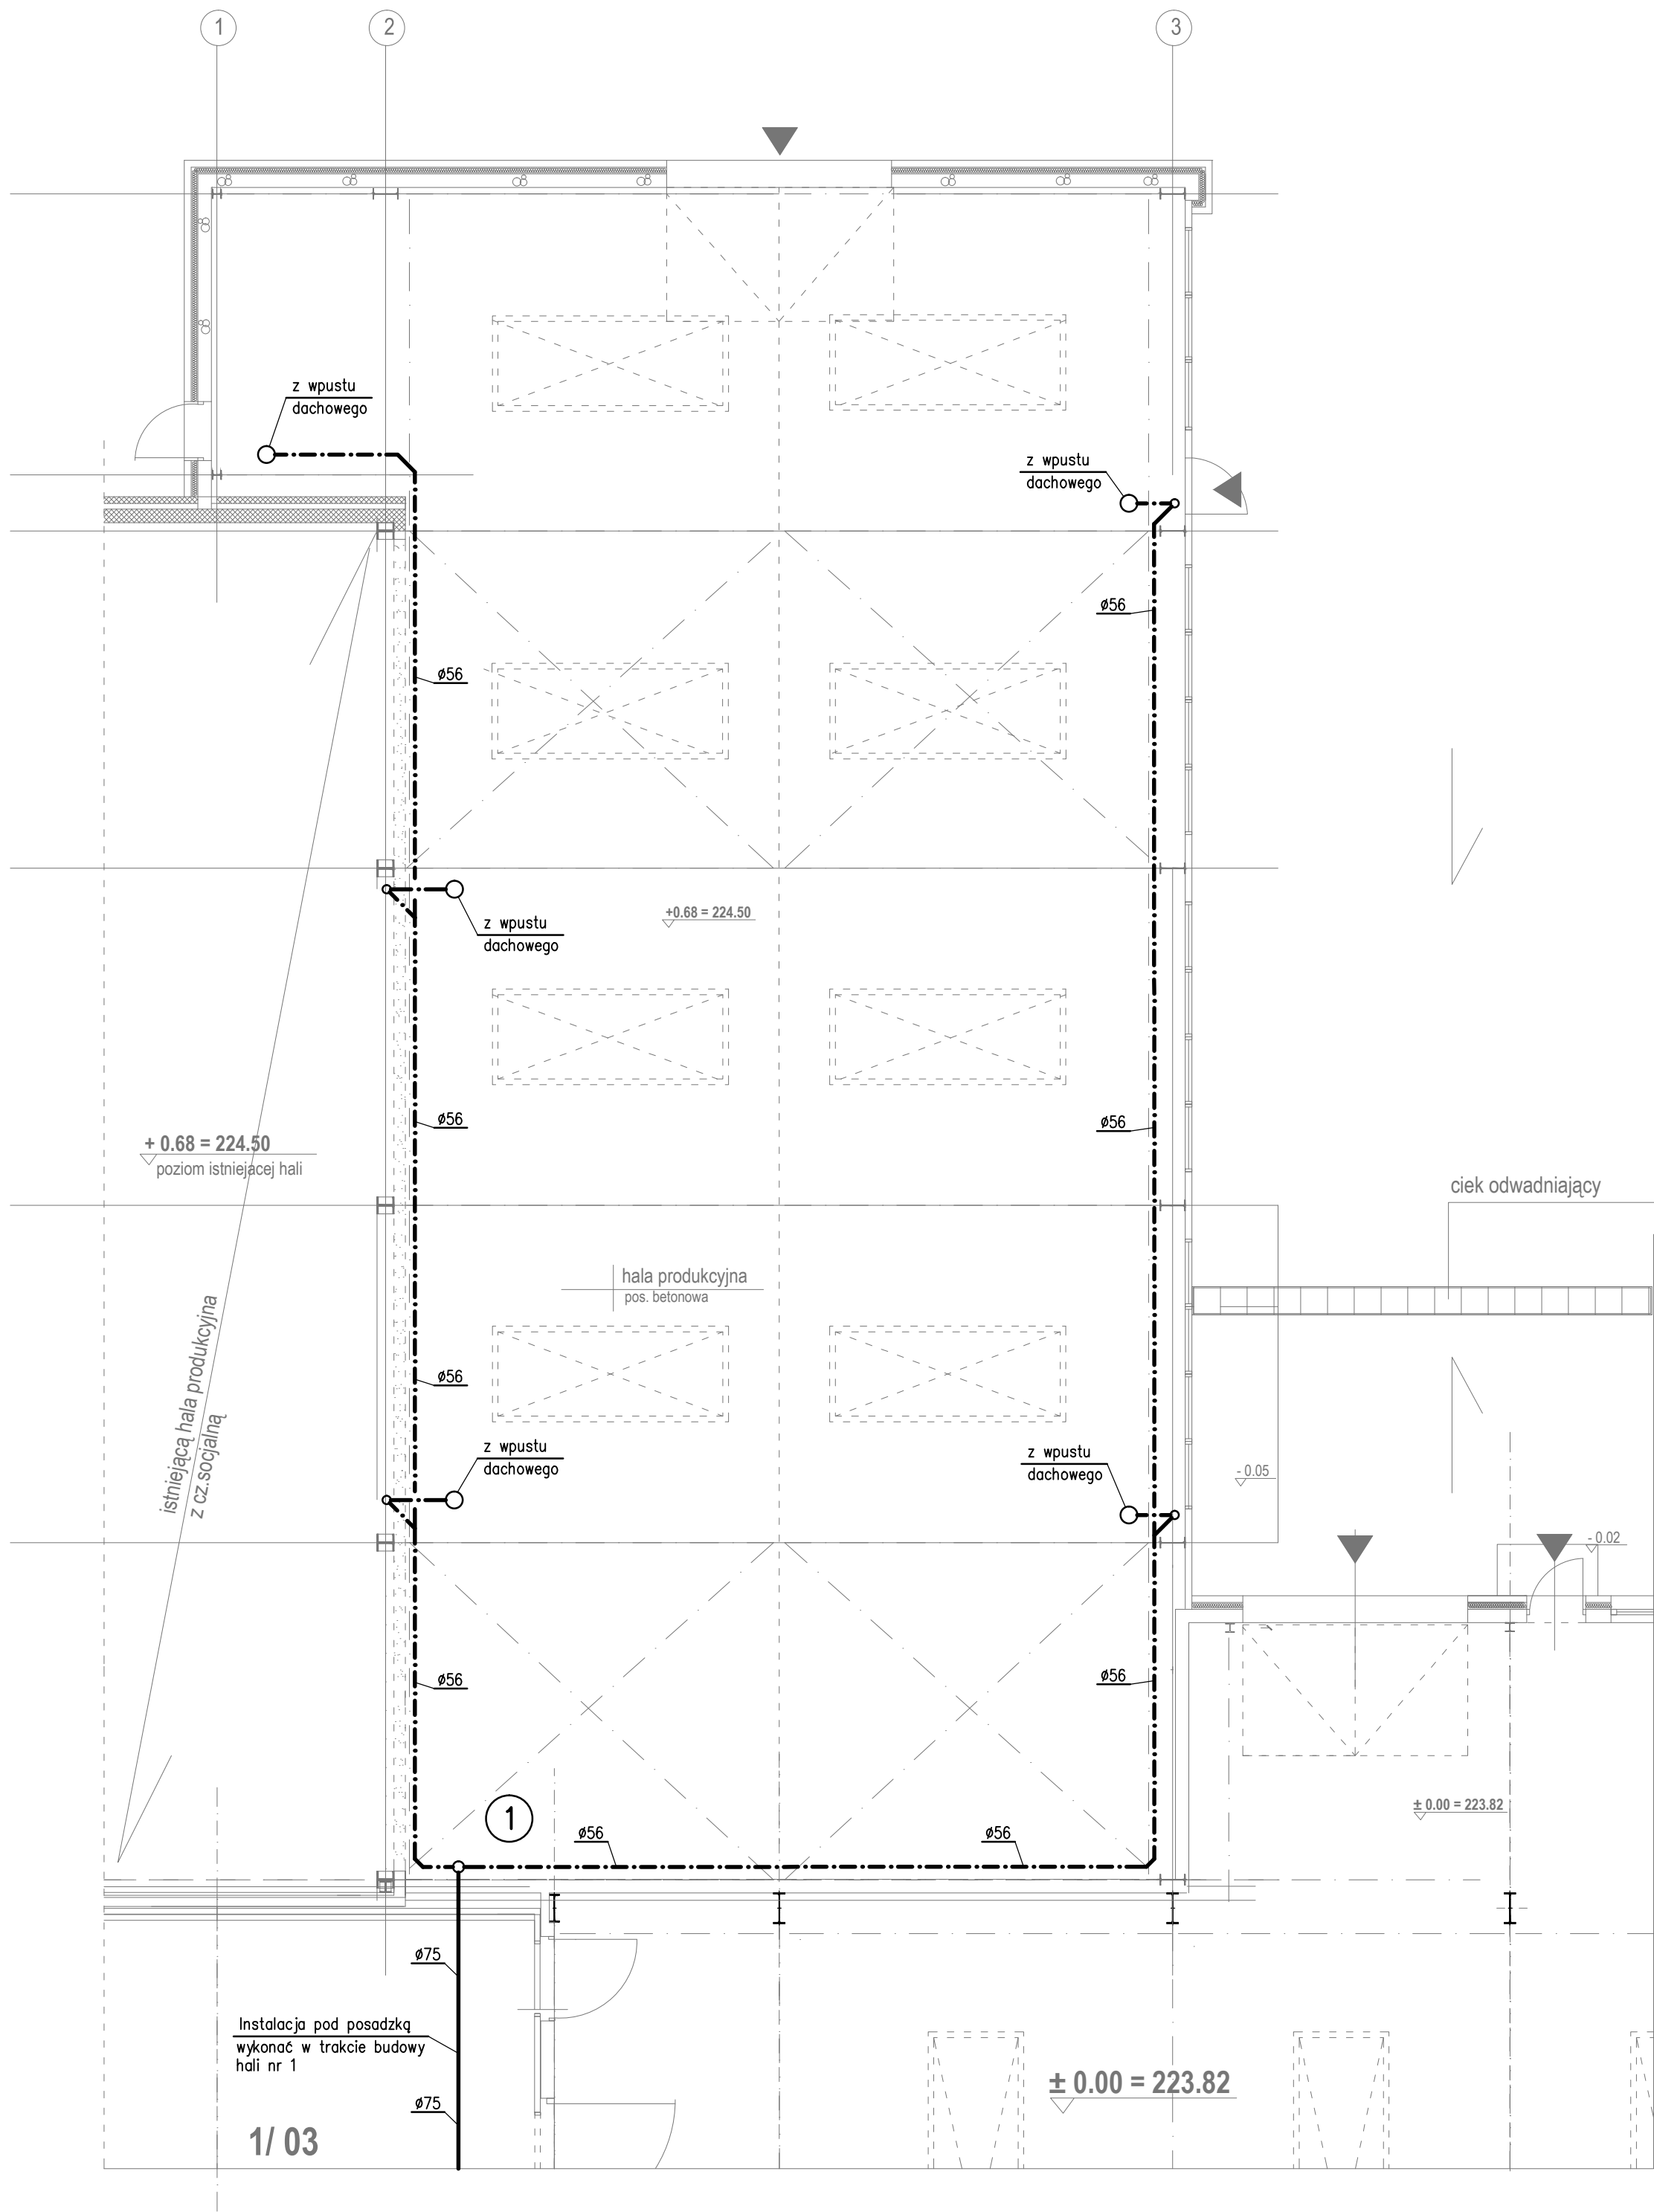 1
2
3
z wpustu
dachowego
z wpustu
dachowego
ø56
ø56
z wpustu
dachowego
+0.68 = 224.50
ø56
ø56
+ 0.68 = 224.50
poziom istniejacej hali
ciek odwadniający
hala produkcyjna
pos. betonowa
istniejącą hala produkcyjna
z cz.socjalną
ø56
z wpustu
dachowego
z wpustu
dachowego
- 0.05
- 0.02
ø56
ø56
± 0.00 = 223.82
1
ø56
ø56
ø75
Instalacja pod posadzką
wykonać w trakcie budowy
hali nr 1
± 0.00 = 223.82
ø75
1/ 03